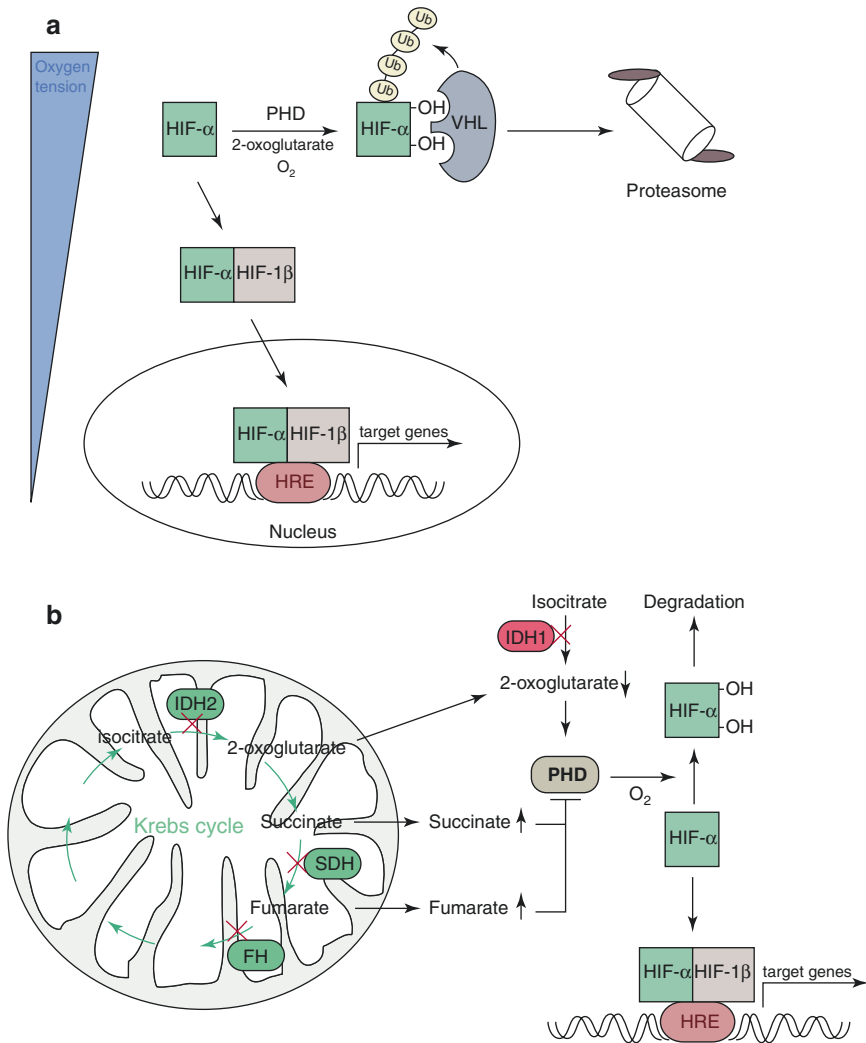 a
Oxygen
tension
Ub
Ub
Ub
Ub
HIF-α
PHD
2-oxoglutarate
O2
HIF-α
OH
OH
VHL
Proteasome
HIF-α
HIF-1β
HIF-α
HIF-1β
target genes
HRE
Nucleus
b
Isocitrate
Degradation
IDH1
2-oxoglutarate
OH
HIF-α
OH
IDH2
Isocitrate
2-oxoglutarate
PHD
O2
Krebs cycle
Succinate
Succinate
HIF-α
SDH
Fumarate
Fumarate
FH
HIF-α
HIF-1β
target genes
HRE